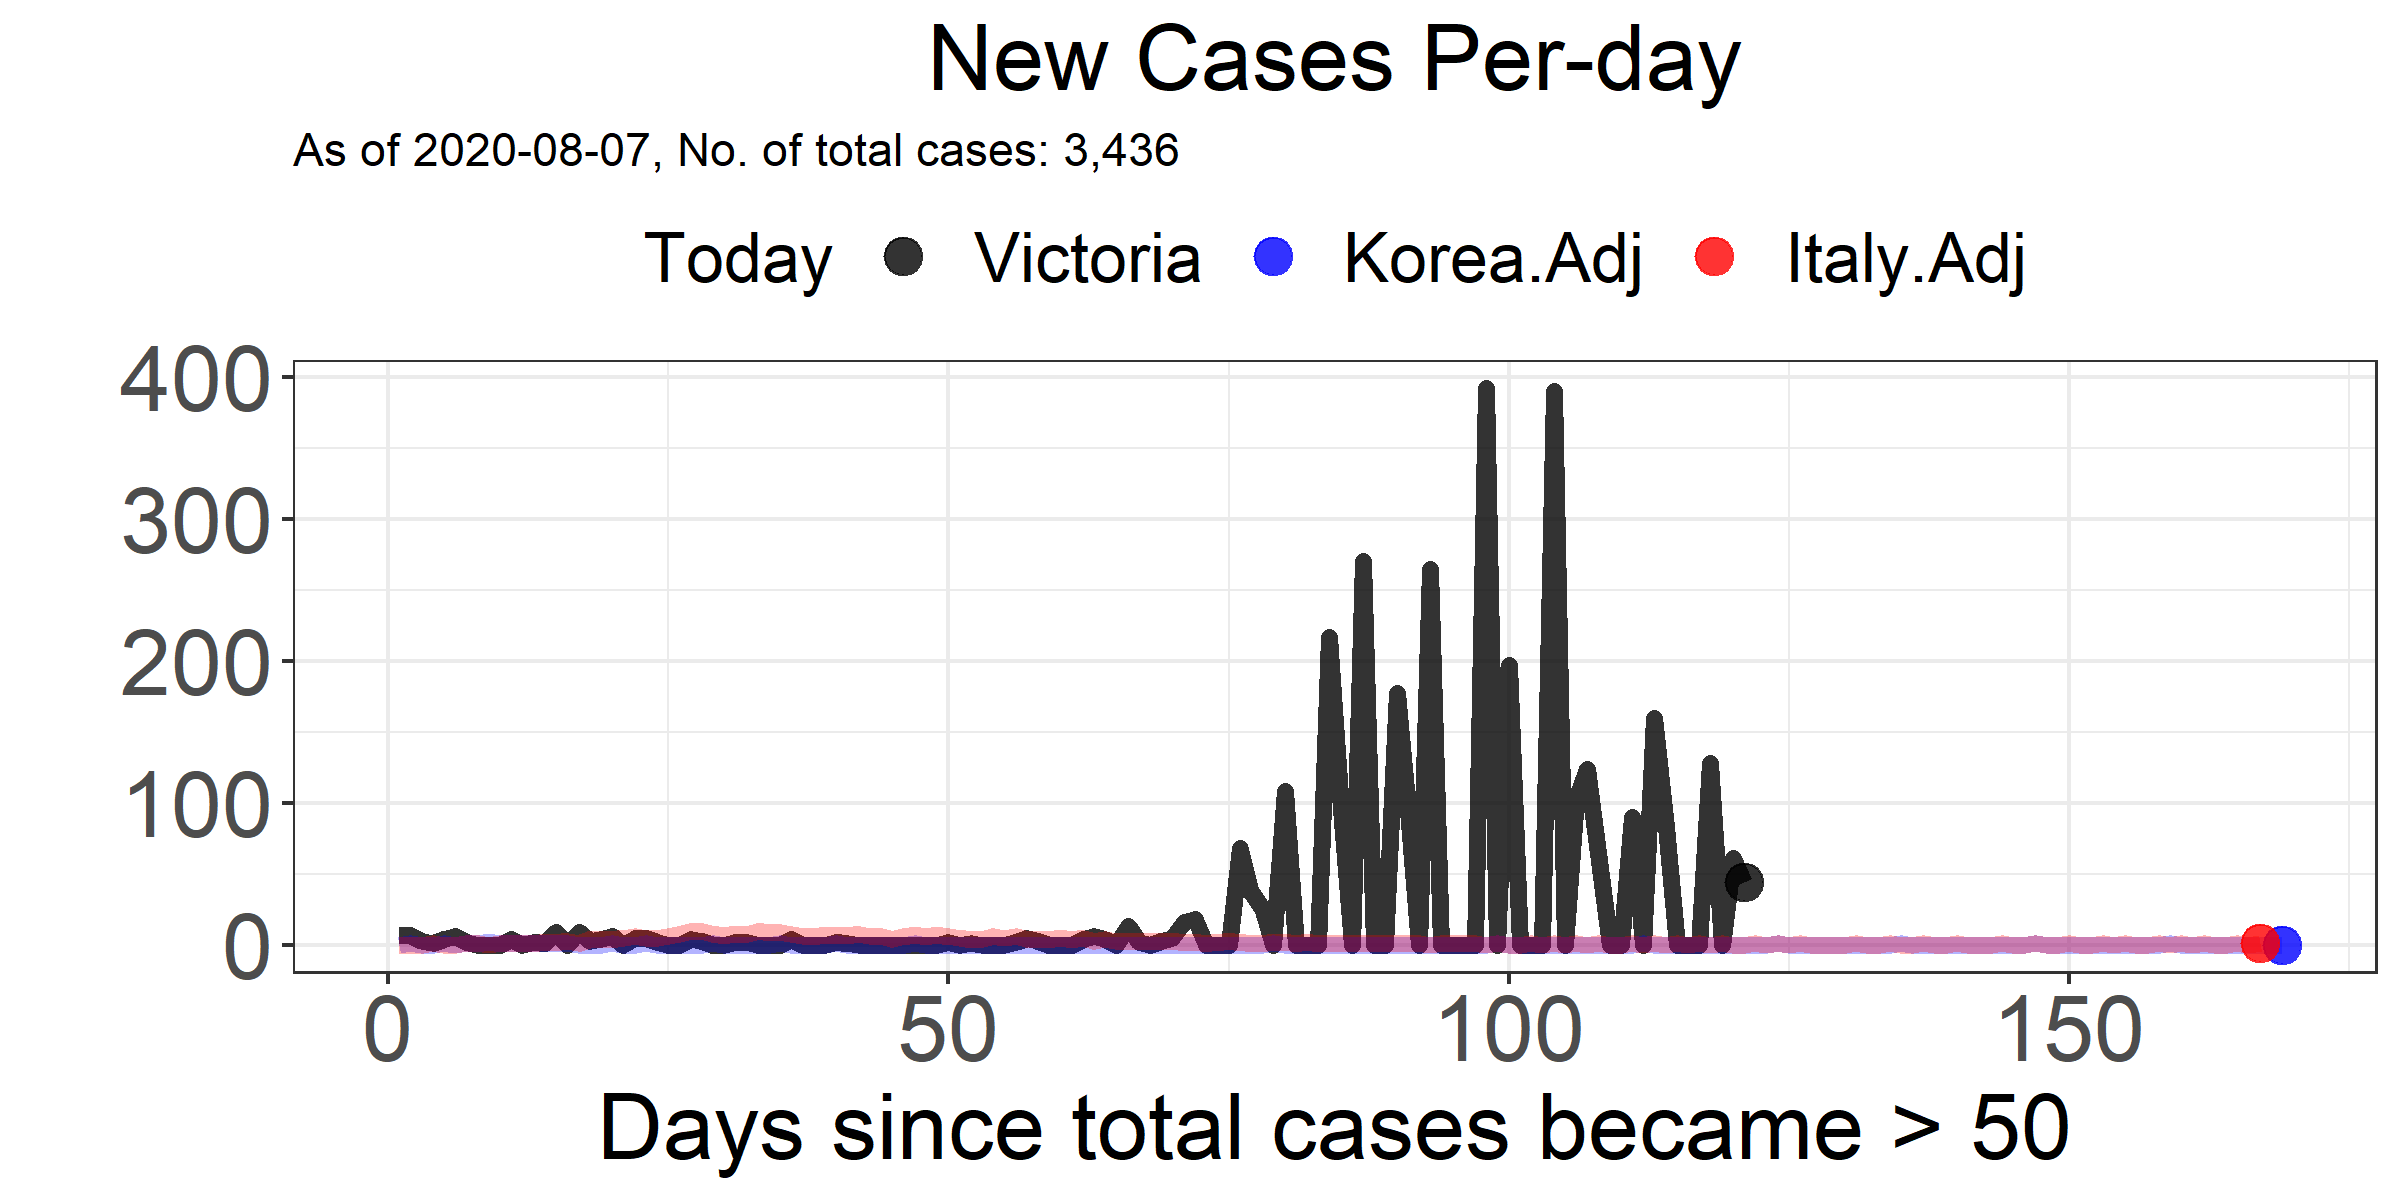 New Cases Per-day
As of 2020-08-07, No. of total cases: 3,436
Today Victoria Korea.Adj Italy.Adj
400
300
200
100
0
0 50 100 150
Days since total cases became > 50